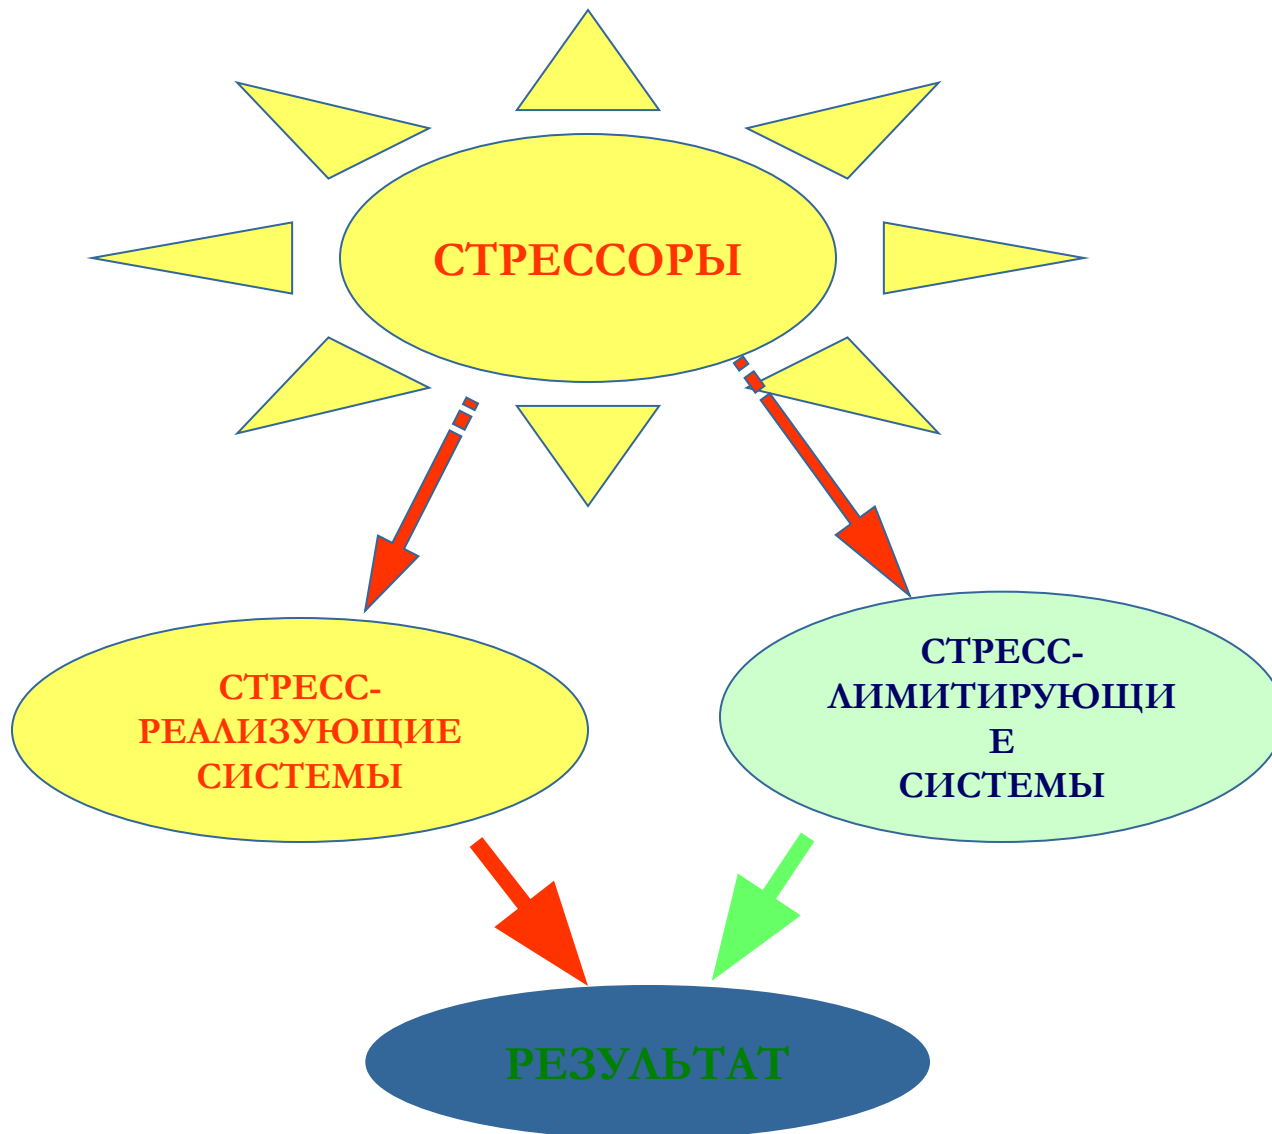 СТРЕССОРЫ
СТРЕСС-
РЕАЛИЗУЮЩИЕ
СИСТЕМЫ
СТРЕСС-
ЛИМИТИРУЮЩИ
Е
СИСТЕМЫ
РЕЗУЛЬТАТ